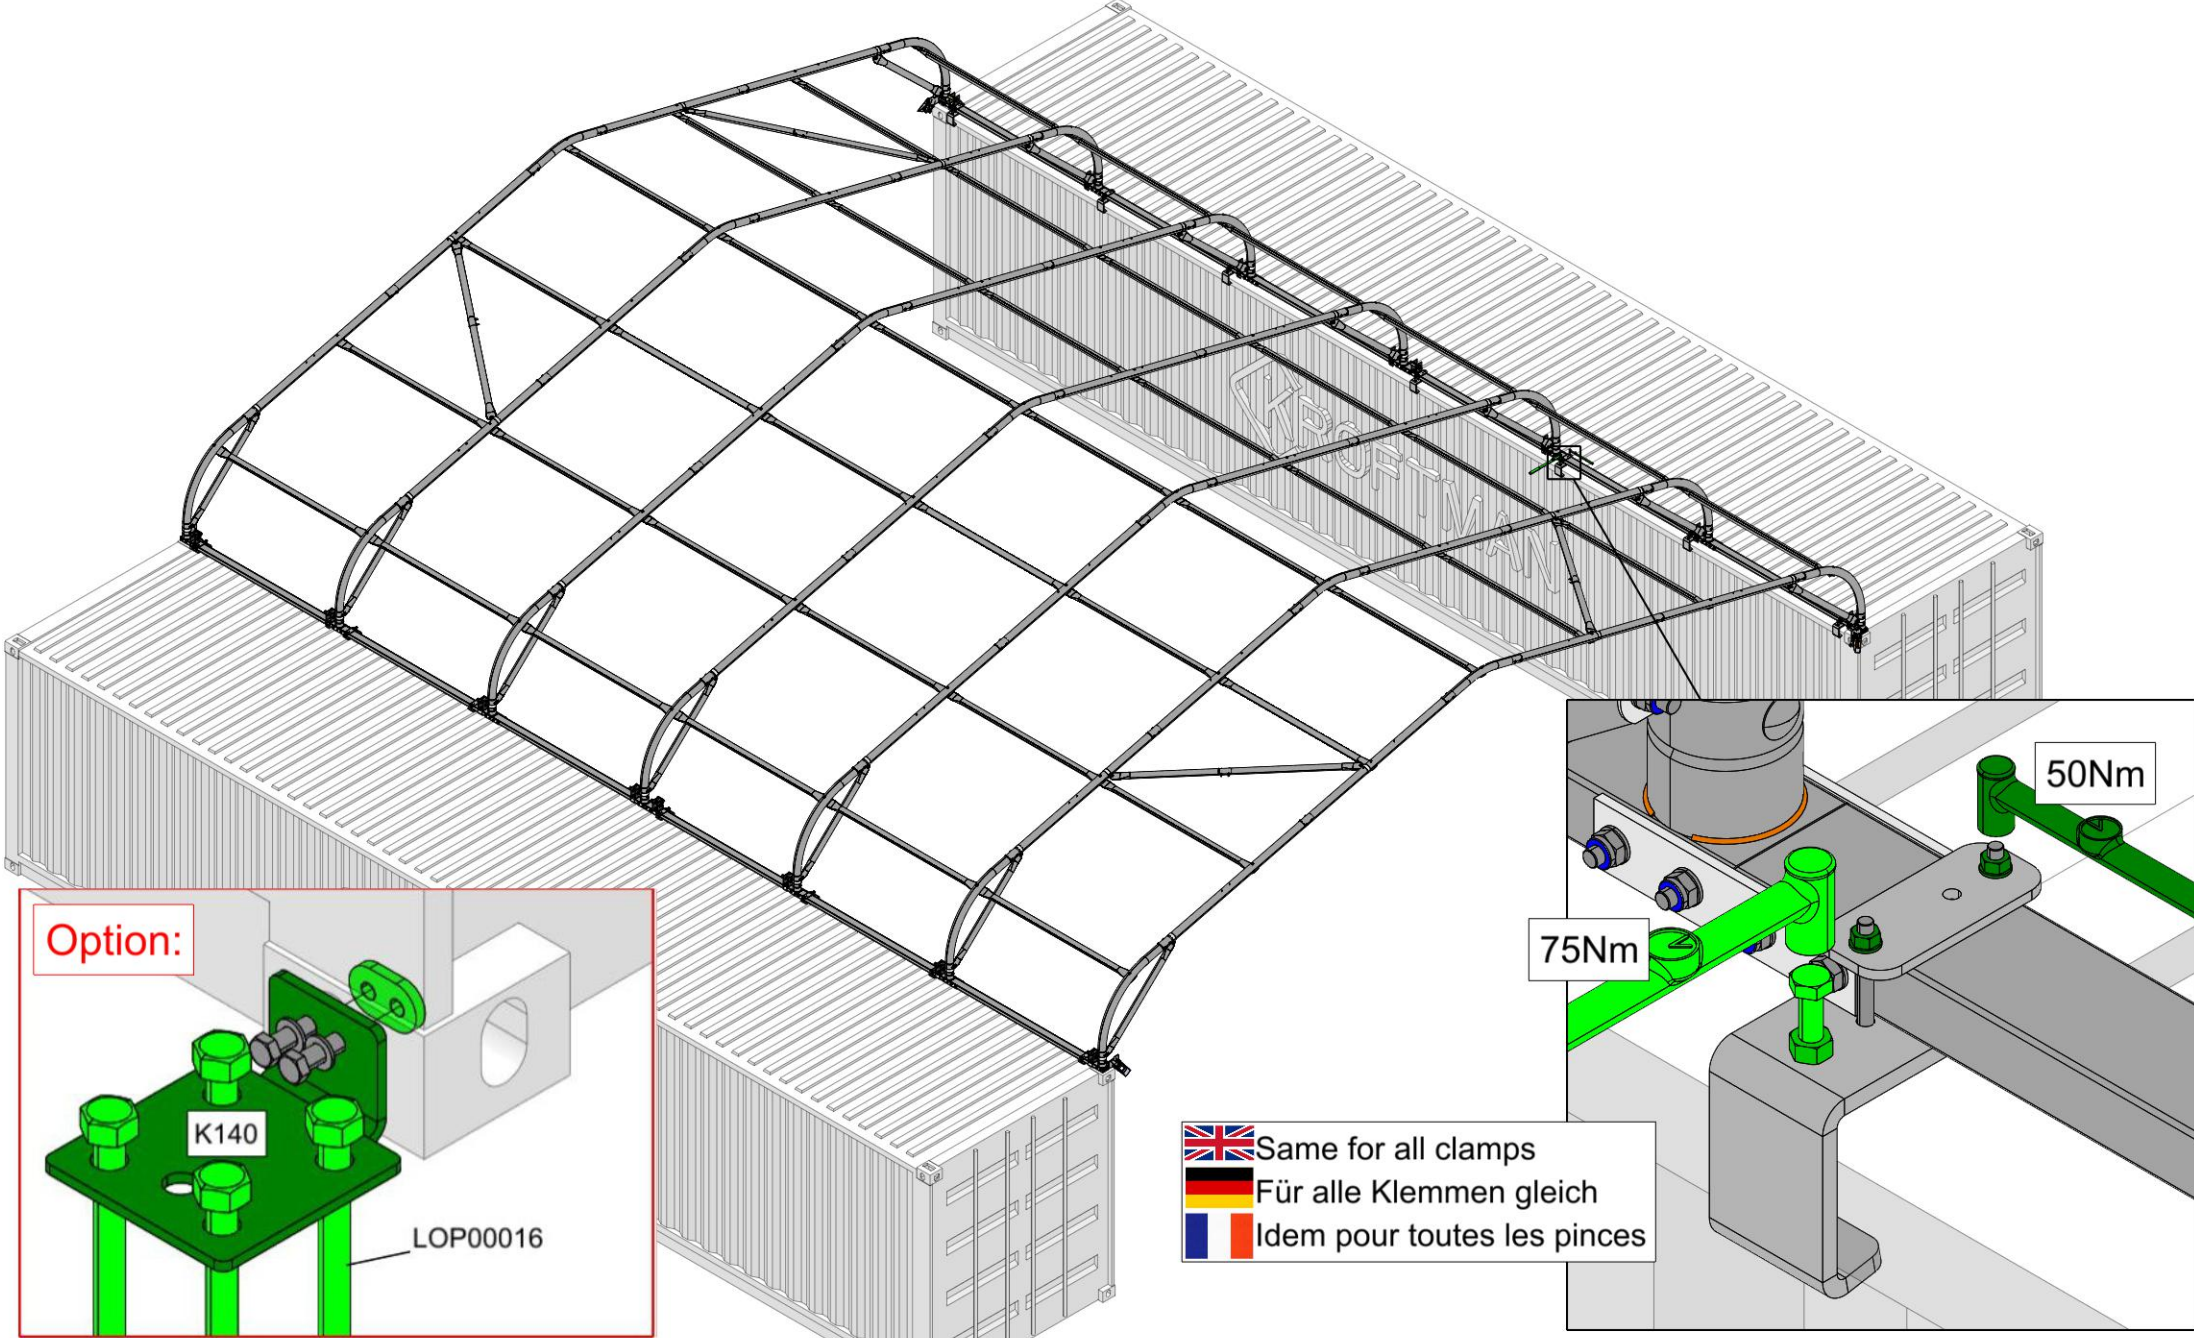 KROFTMAN
50Nm
75Nm
Option:
K140
LOP00016
Same for all clamps
Für alle Klemmen gleich
Idem pour toutes les pinces